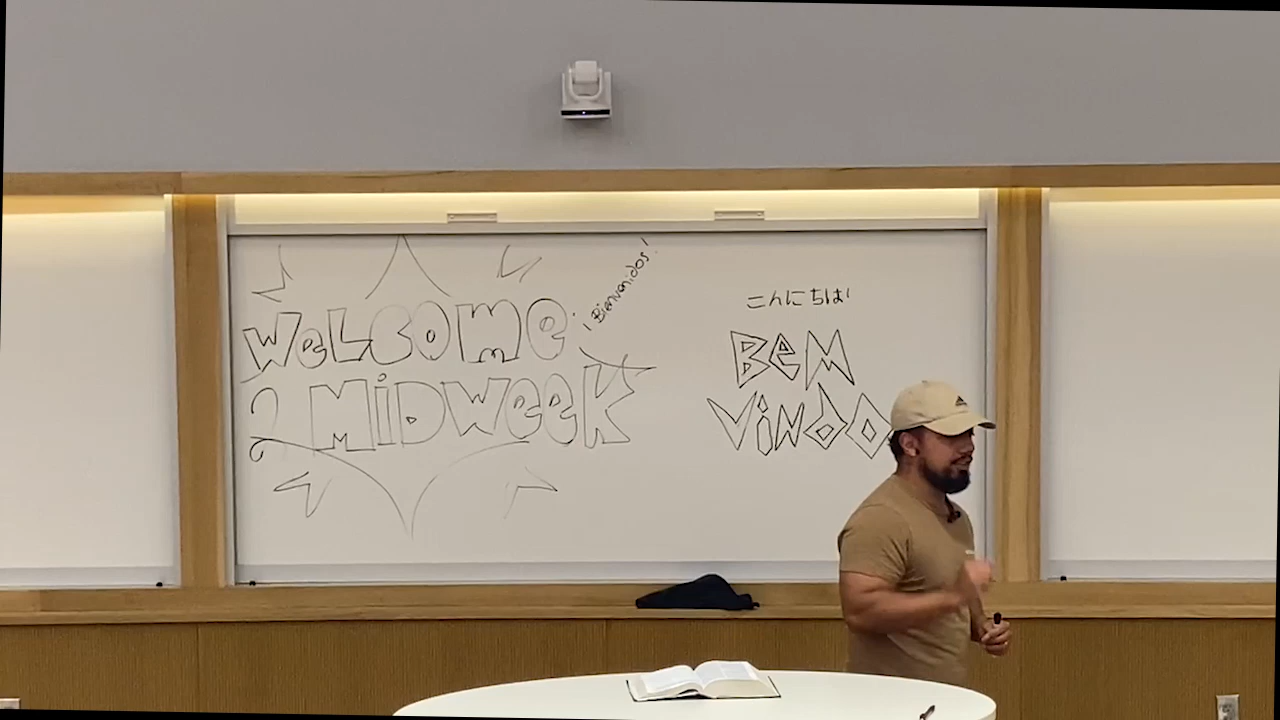 WeLCOMe
2 MiDWeeK
¡Bienvenidos!
こんにちは!
BeM
ViNdO